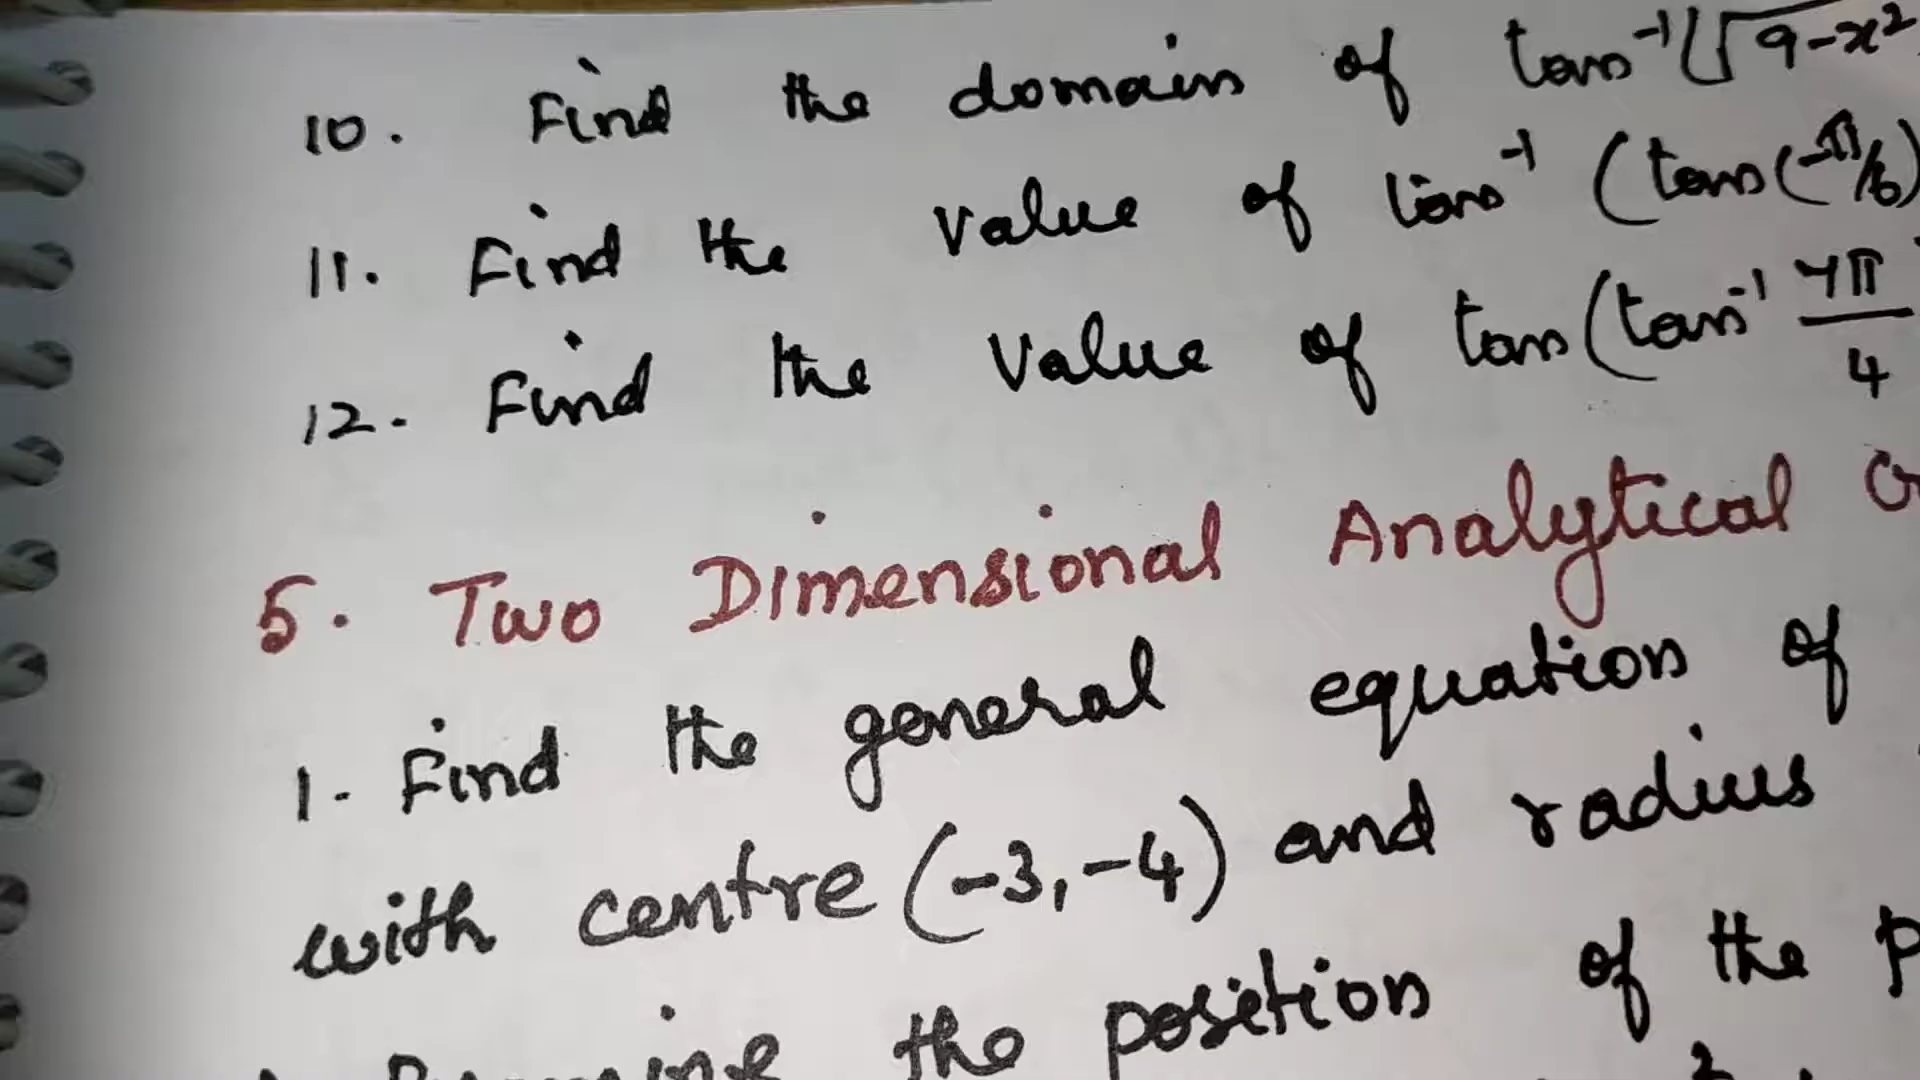 10. Find the domain of tan⁻¹(√9-x²
11. Find the value of tan⁻¹ (tan(-π/6)
12. Find the value of tan(tan⁻¹ 7π/4
5. Two Dimensional Analytical
1. Find the general equation of
with centre (-3,-4) and radius
the position of the